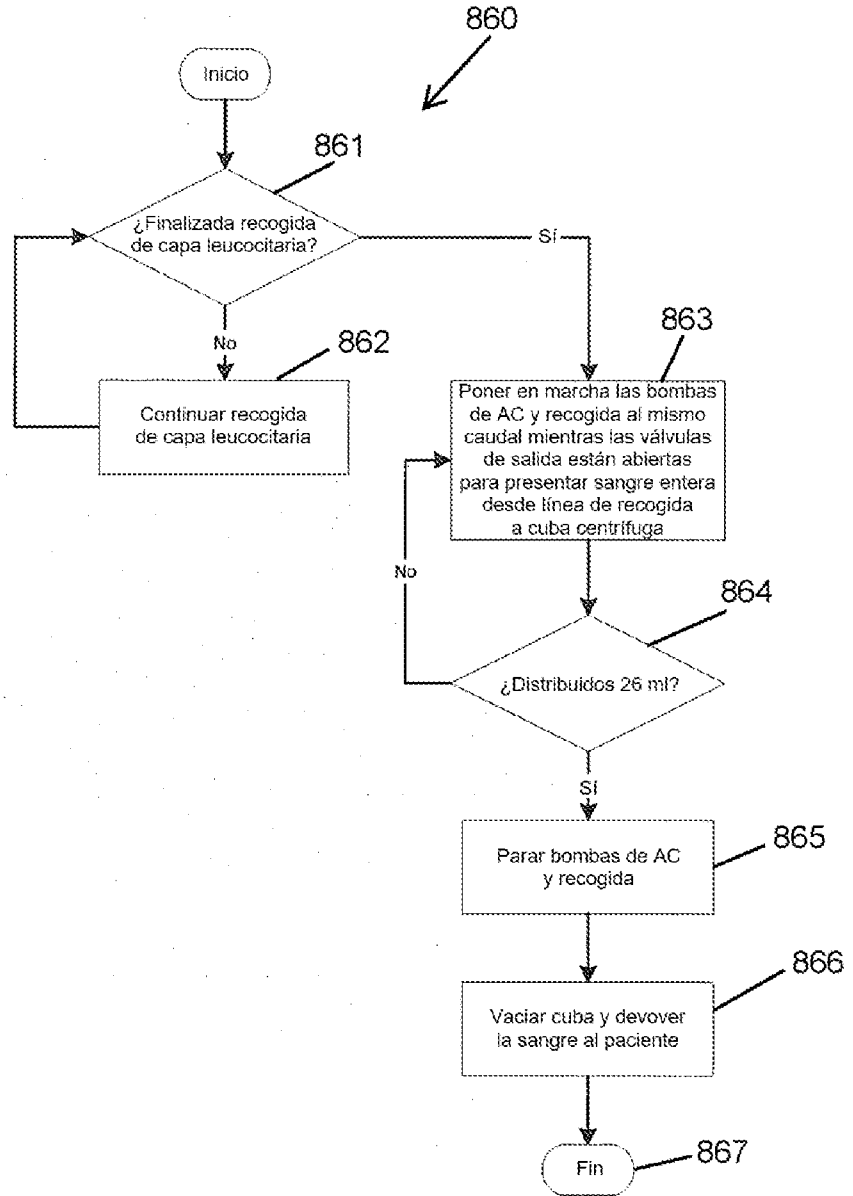 860
Inicio
861
¿Finalizada recogida
de capa leucocitaria?
Sí
No
862
Continuar recogida
de capa leucocitaria
863
Poner en marcha las bombas
de AC y recogida al mismo
caudal mientras las válvulas
de salida están abiertas
para presentar sangre entera
desde línea de recogida
a cuba centrífuga
No
864
¿Distribuidos 26 ml?
Sí
865
Parar bombas de AC
y recogida
866
Vaciar cuba y devover
la sangre al paciente
Fin
867